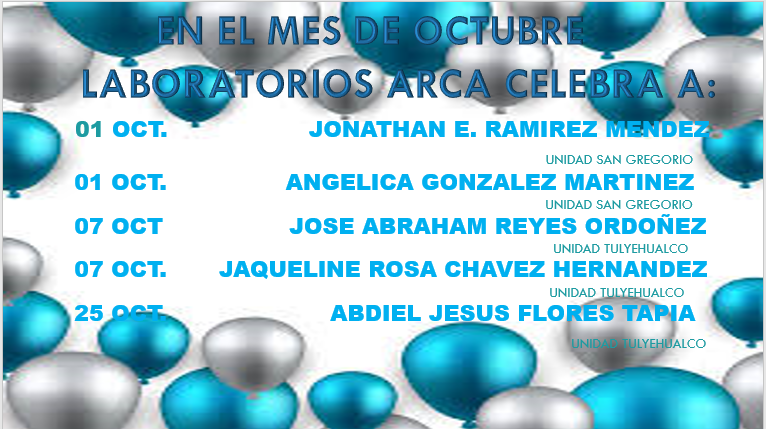 EN EL MES DE OCTUBRE
LABORATORIOS ARCA CELEBRA A:
01 OCT. JONATHAN E. RAMIREZ MENDEZ
UNIDAD SAN GREGORIO
01 OCT. ANGELICA GONZALEZ MARTINEZ
UNIDAD SAN GREGORIO
07 OCT JOSE ABRAHAM REYES ORDOÑEZ
UNIDAD TULYEHUALCO
07 OCT. JAQUELINE ROSA CHAVEZ HERNANDEZ
UNIDAD TULYEHUALCO
25 OCT. ABDIEL JESUS FLORES TAPIA
UNIDAD TULYEHUALCO